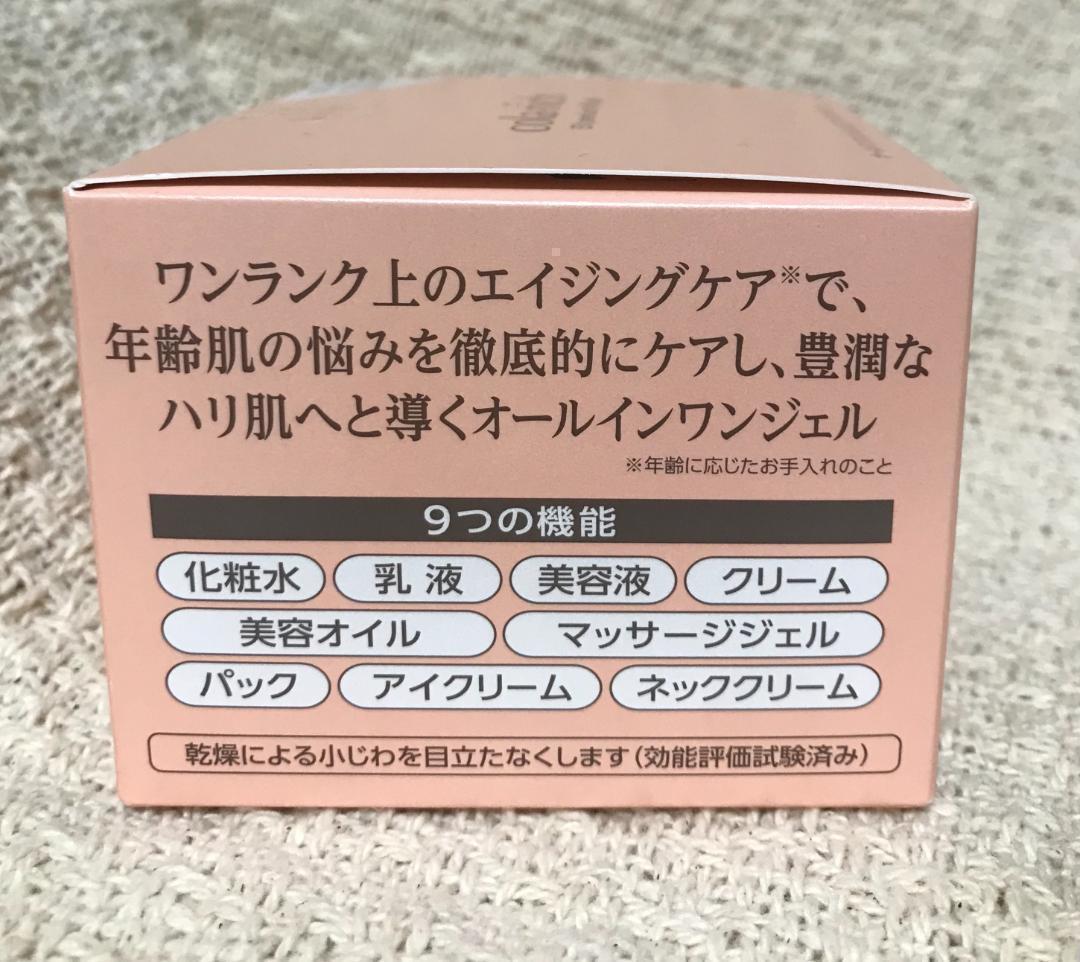 ワンランク上のエイジングケア※で、
年齢肌の悩みを徹底的にケアし、豊潤な
ハリ肌へと導くオールインワンジェル
※年齢に応じたお手入れのこと
9つの機能
化粧水 乳液 美容液 クリーム
美容オイル マッサージジェル
パック アイクリーム ネッククリーム
乾燥による小じわを目立たなくします(効能評価試験済み)